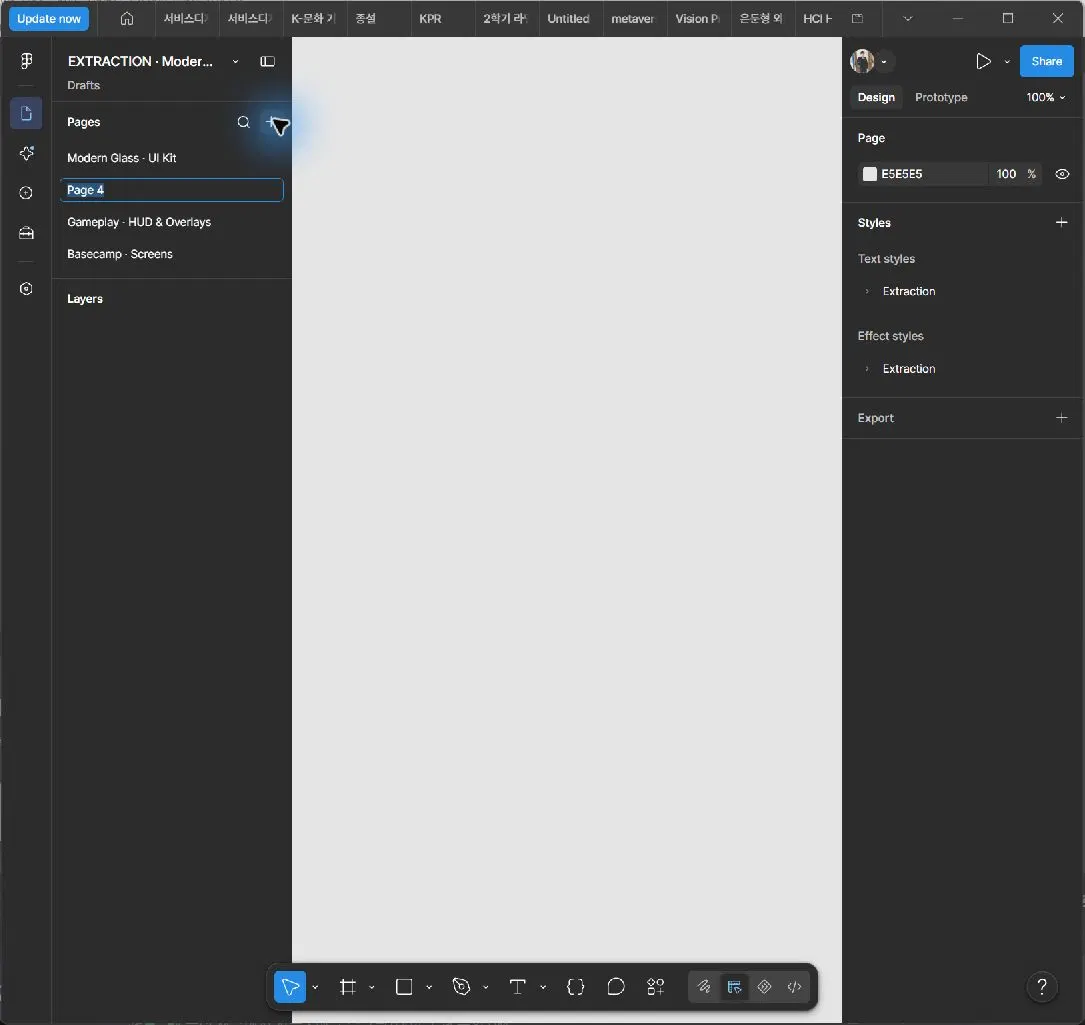 Update now
서비스디
서비스디
K-문화 기
종설
KPR
2학기 라
Untitled
metaver
Vision P
은둔형 외
HCI H
EXTRACTION · Moder...
Drafts
Pages
Modern Glass · UI Kit
Page 4
Gameplay · HUD & Overlays
Basecamp · Screens
Layers
Share
Design
Prototype
100%
Page
E5E5E5
100 %
Styles
Text styles
Extraction
Effect styles
Extraction
Export
?